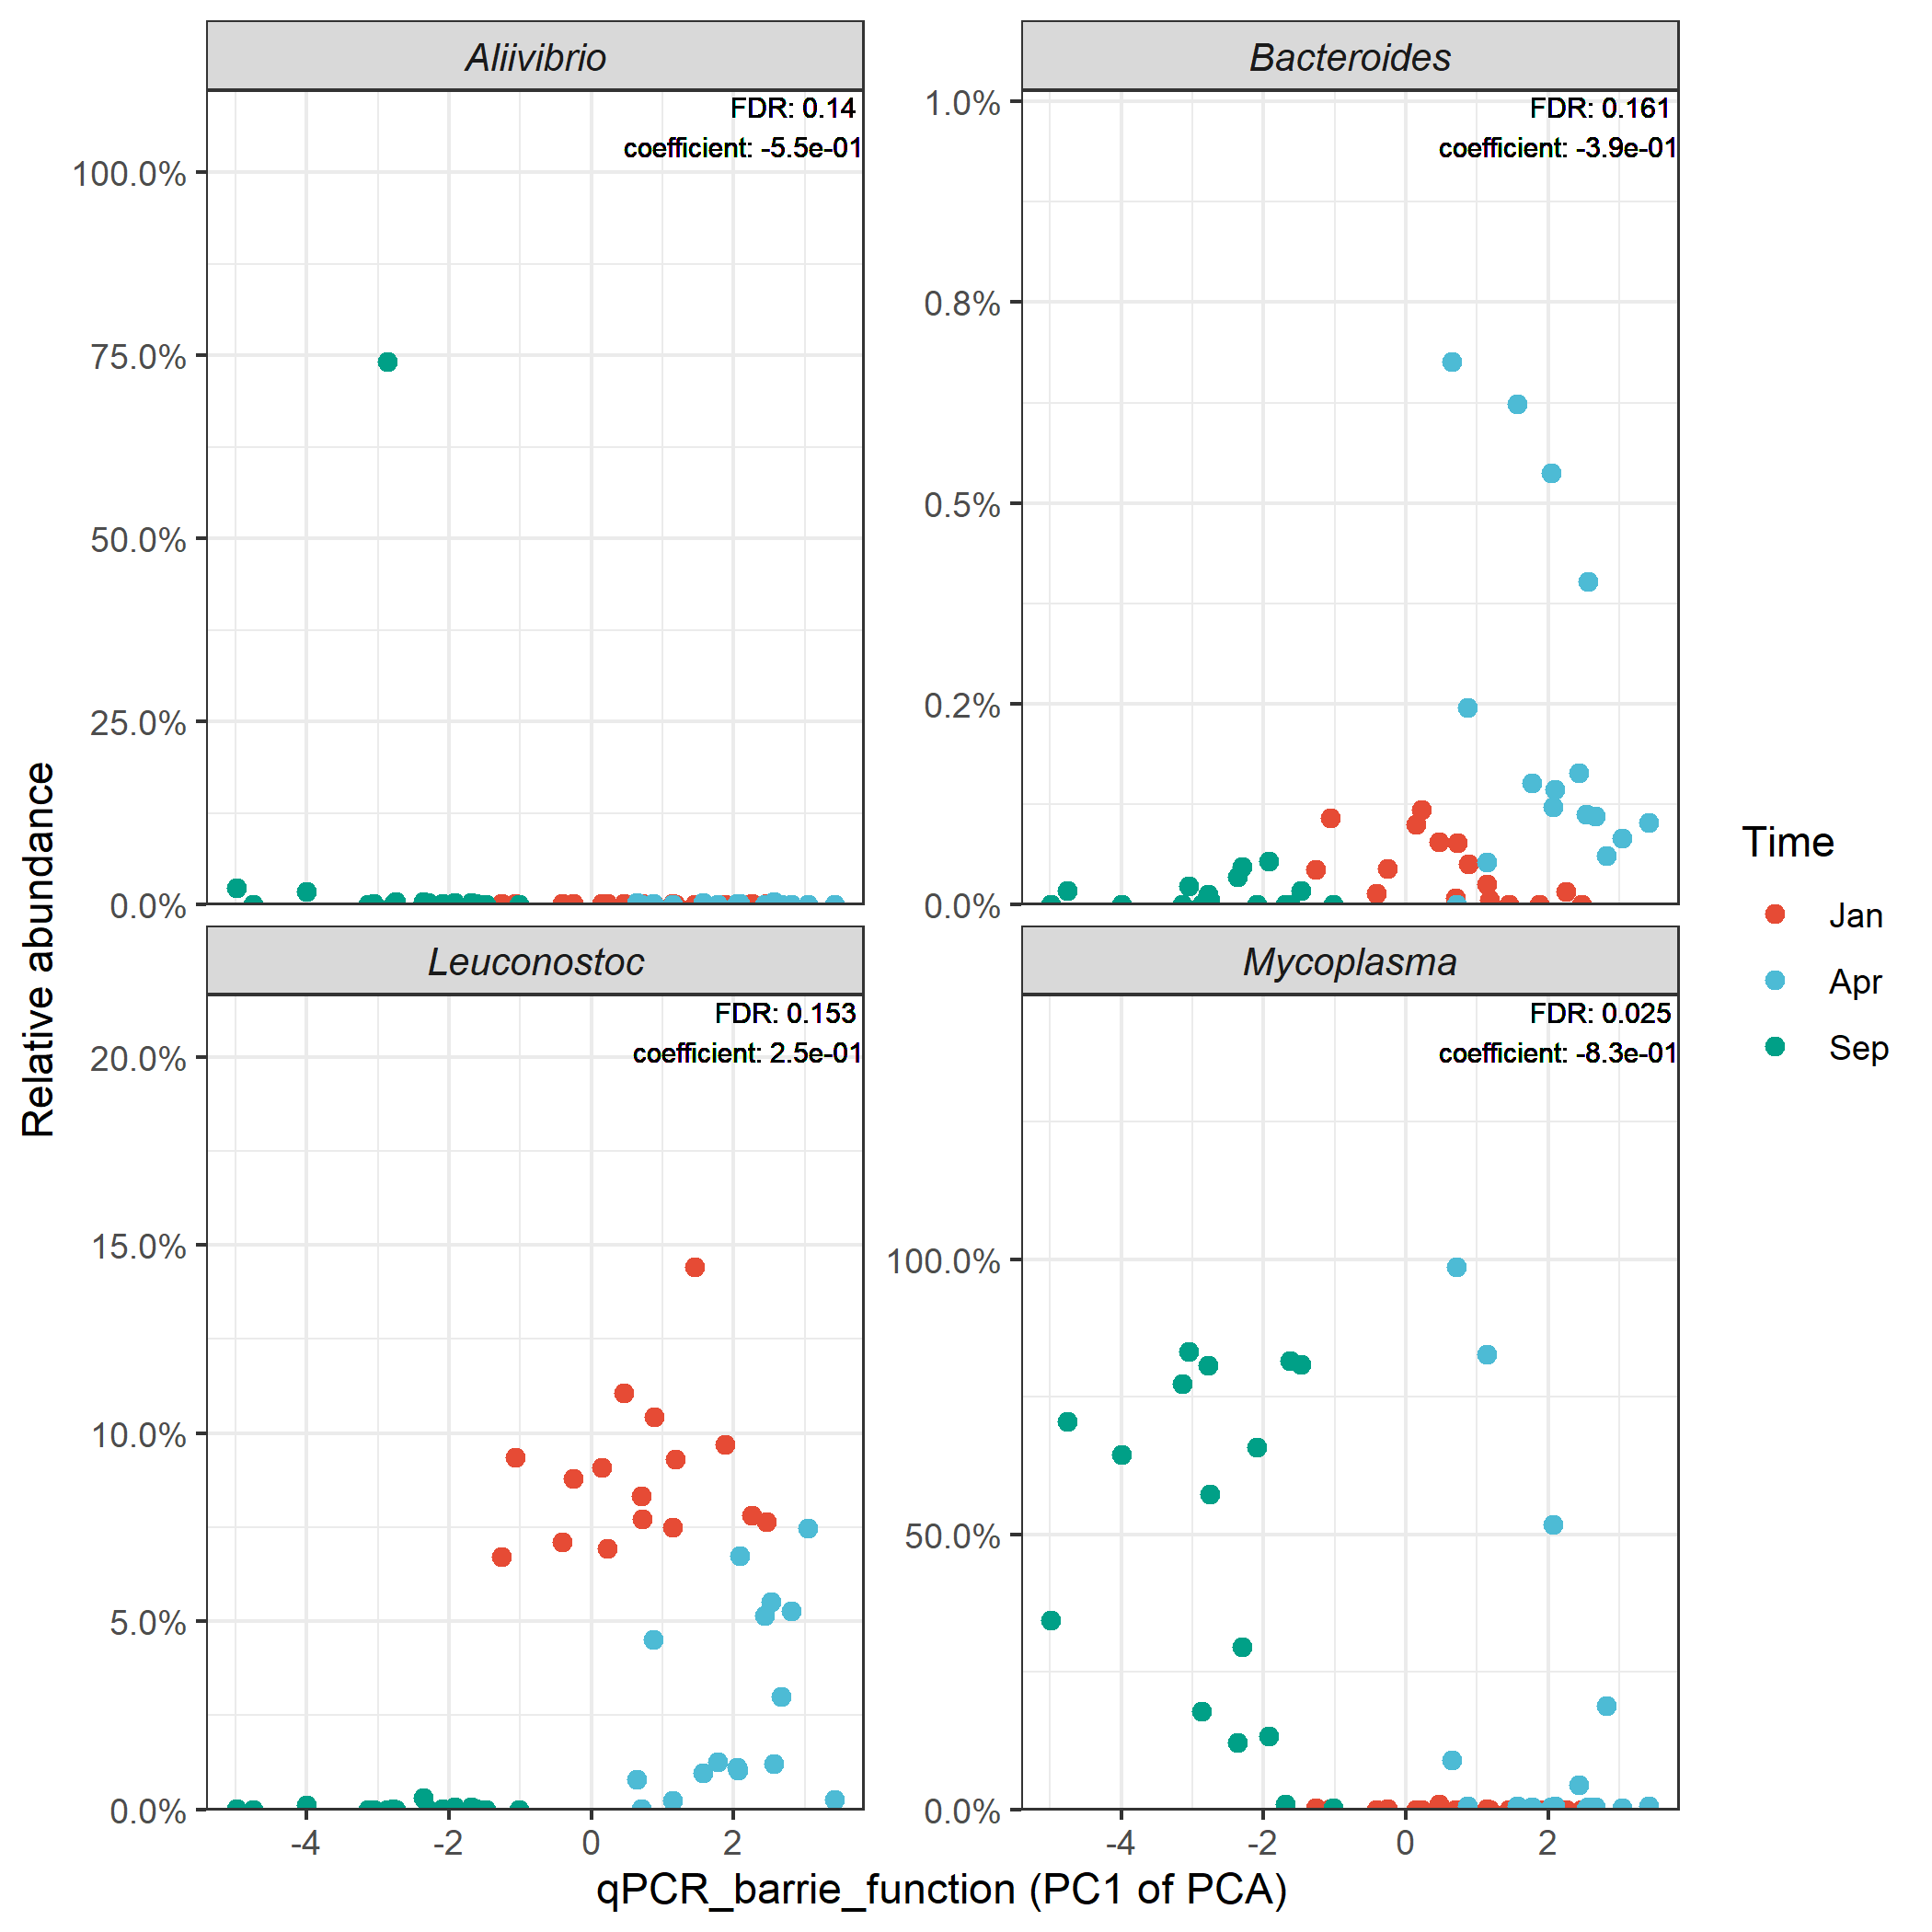 Aliivibrio
FDR: 0.14
coefficient: -5.5e-01
100.0%
75.0%
50.0%
25.0%
0.0%
Bacteroides
FDR: 0.161
coefficient: -3.9e-01
1.0%
0.8%
0.5%
0.2%
0.0%
Leuconostoc
FDR: 0.153
coefficient: 2.5e-01
20.0%
15.0%
10.0%
5.0%
0.0%
-4
-2
0
2
Mycoplasma
FDR: 0.025
coefficient: -8.3e-01
100.0%
50.0%
0.0%
-4
-2
0
2
Relative abundance
qPCR_barrie_function (PC1 of PCA)
Time
Jan
Apr
Sep